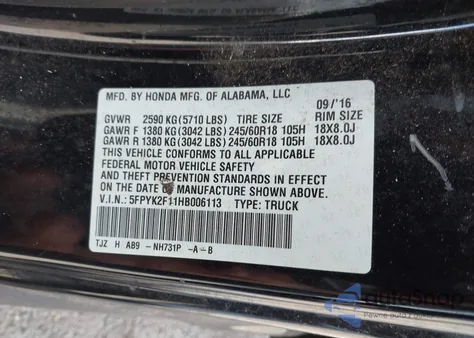 MFD. BY HONDA MFG. OF ALABAMA, LLC
09/'16
GVWR 2590 KG (5710 LBS) TIRE SIZE RIM SIZE
GAWR F 1380 KG (3042 LBS) 245/60R18 105H 18X8.0J
GAWR R 1380 KG (3042 LBS) 245/60R18 105H 18X8.0J
THIS VEHICLE CONFORMS TO ALL APPLICABLE
FEDERAL MOTOR VEHICLE SAFETY
AND THEFT PREVENTION STANDARDS IN EFFECT ON
THE DATE OF MANUFACTURE SHOWN ABOVE.
V.I.N.: 5FPYK2F11HB006113 TYPE: TRUCK
TJZ H AB9 -NH731P -A-B